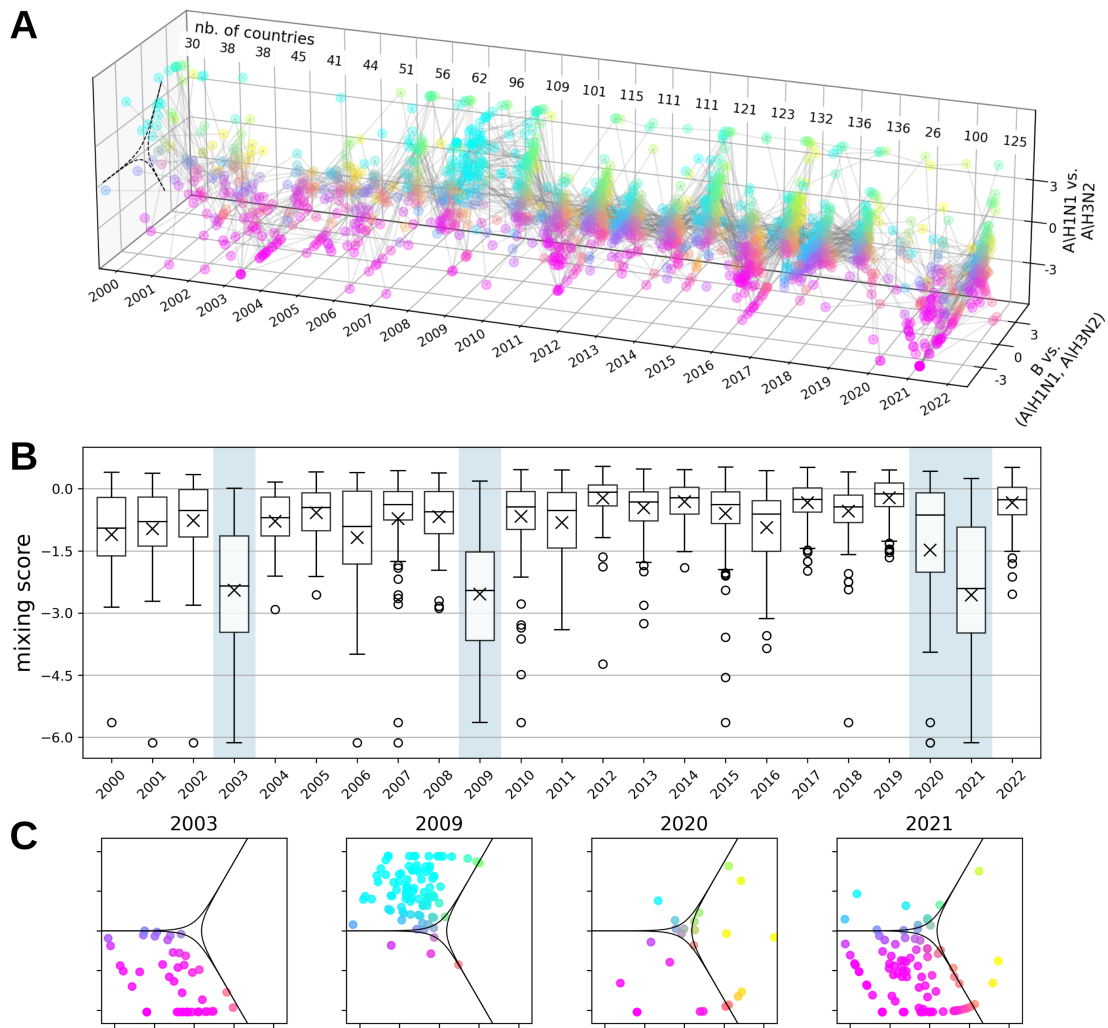 A
nb. of countries
30 38 38 45 41 44 51 56 62 96 109 101 115 111 111 121 123 132 136 136 26 100 125
3
0
-3
A\H1N1 vs.
A\H3N2
3
0
-3
B vs.
(A\H1N1, A\H3N2)
2000 2001 2002 2003 2004 2005 2006 2007 2008 2009 2010 2011 2012 2013 2014 2015 2016 2017 2018 2019 2020 2021 2022
B
mixing score
0.0
−1.5
−3.0
−4.5
−6.0
2000 2001 2002 2003 2004 2005 2006 2007 2008 2009 2010 2011 2012 2013 2014 2015 2016 2017 2018 2019 2020 2021 2022
C
2003 2009 2020 2021